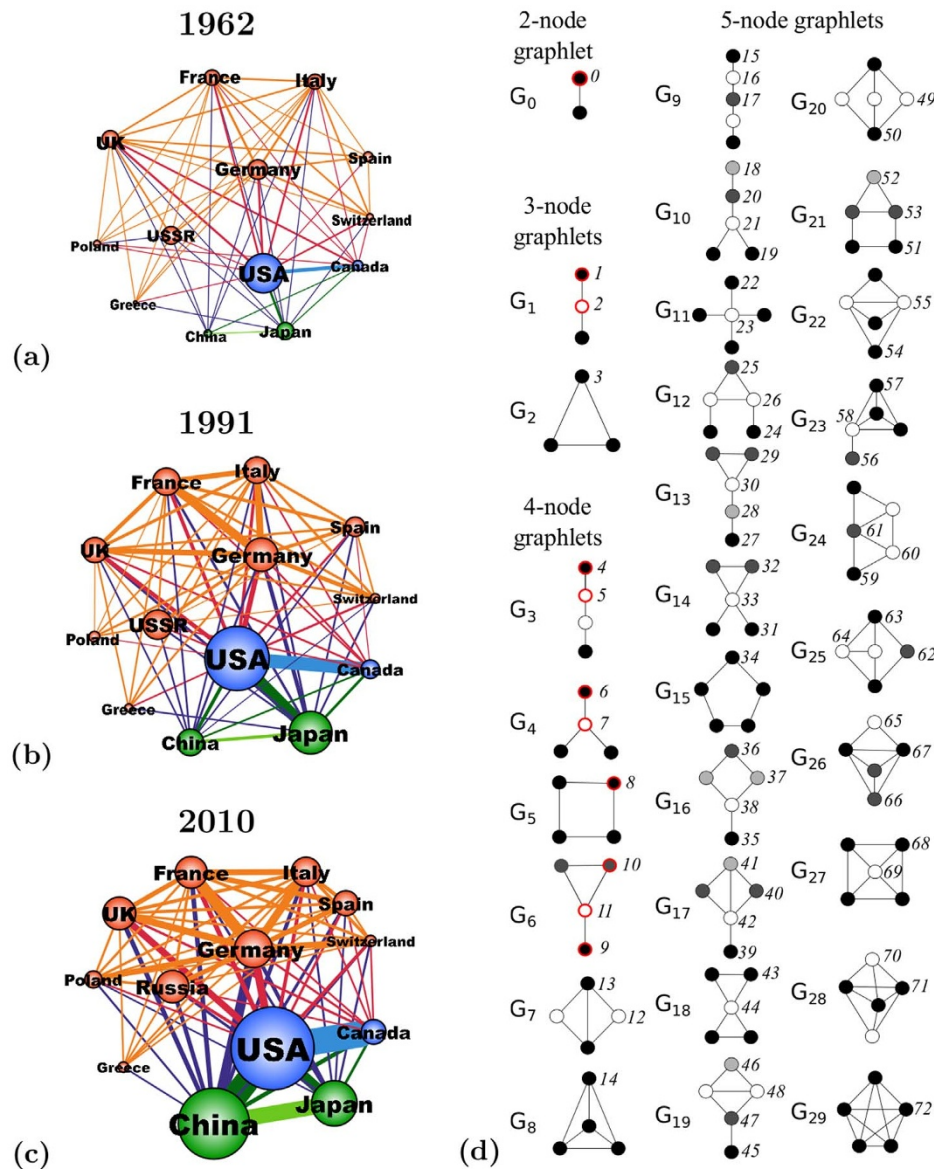 1962
France
Italy
UK
Germany
Spain
Switzerland
Poland
USSR
USA
Canada
Greece
China
Japan
(a)
1991
France
Italy
Spain
UK
Germany
Switzerland
Poland
USSR
USA
Canada
Greece
China
Japan
(b)
2010
France
Italy
Spain
UK
Germany
Switzerland
Poland
Russia
USA
Canada
Greece
China
Japan
(c)
2-node
graphlet
G0
0
3-node
graphlets
G1
1
2
G2
3
4-node
graphlets
G3
4
5
G4
6
7
G5
8
G6
10
11
9
G7
13
12
G8
14
(d)
5-node graphlets
G9
15
16
17
G10
18
20
21
19
G11
22
23
G12
25
26
24
G13
29
30
28
27
G14
32
33
31
G15
34
G16
36
37
38
35
G17
41
40
42
39
G18
43
44
G19
46
48
47
45
G20
49
50
G21
52
53
51
G22
55
54
G23
57
58
56
G24
61
60
59
G25
63
64
62
G26
65
67
66
G27
68
69
G28
70
71
G29
72